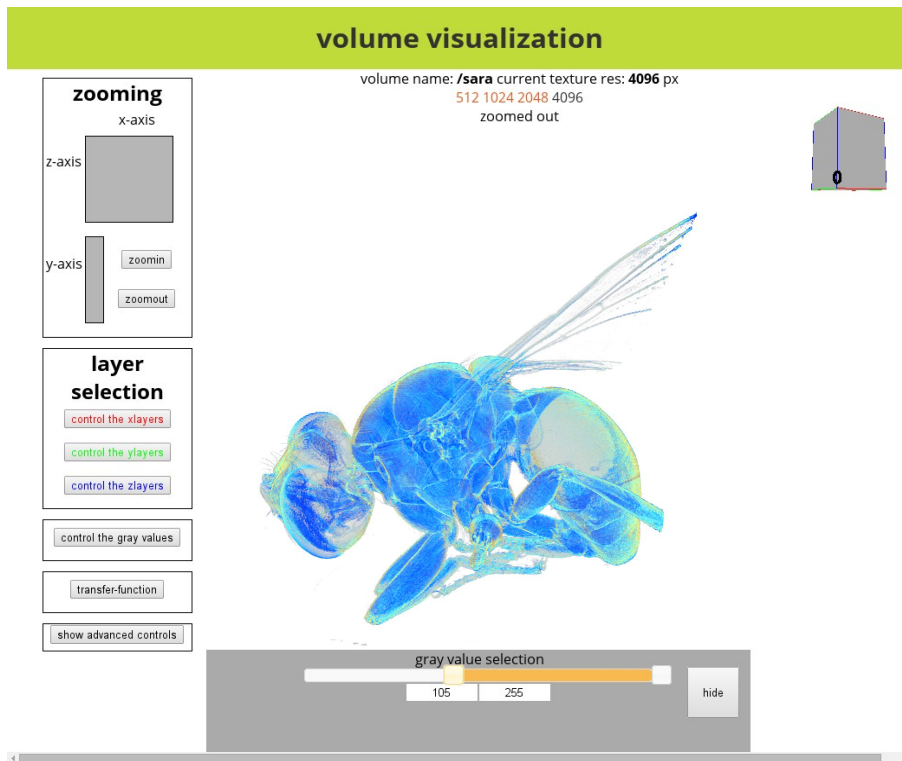 volume visualization
volume name: /sara current texture res: 4096 px
512 1024 2048 4096
zoomed out
zooming
x-axis
z-axis
y-axis
zoomin
zoomout
layer
selection
control the xlayers
control the ylayers
control the zlayers
control the gray values
transfer-function
show advanced controls
0
gray value selection
105 255
hide